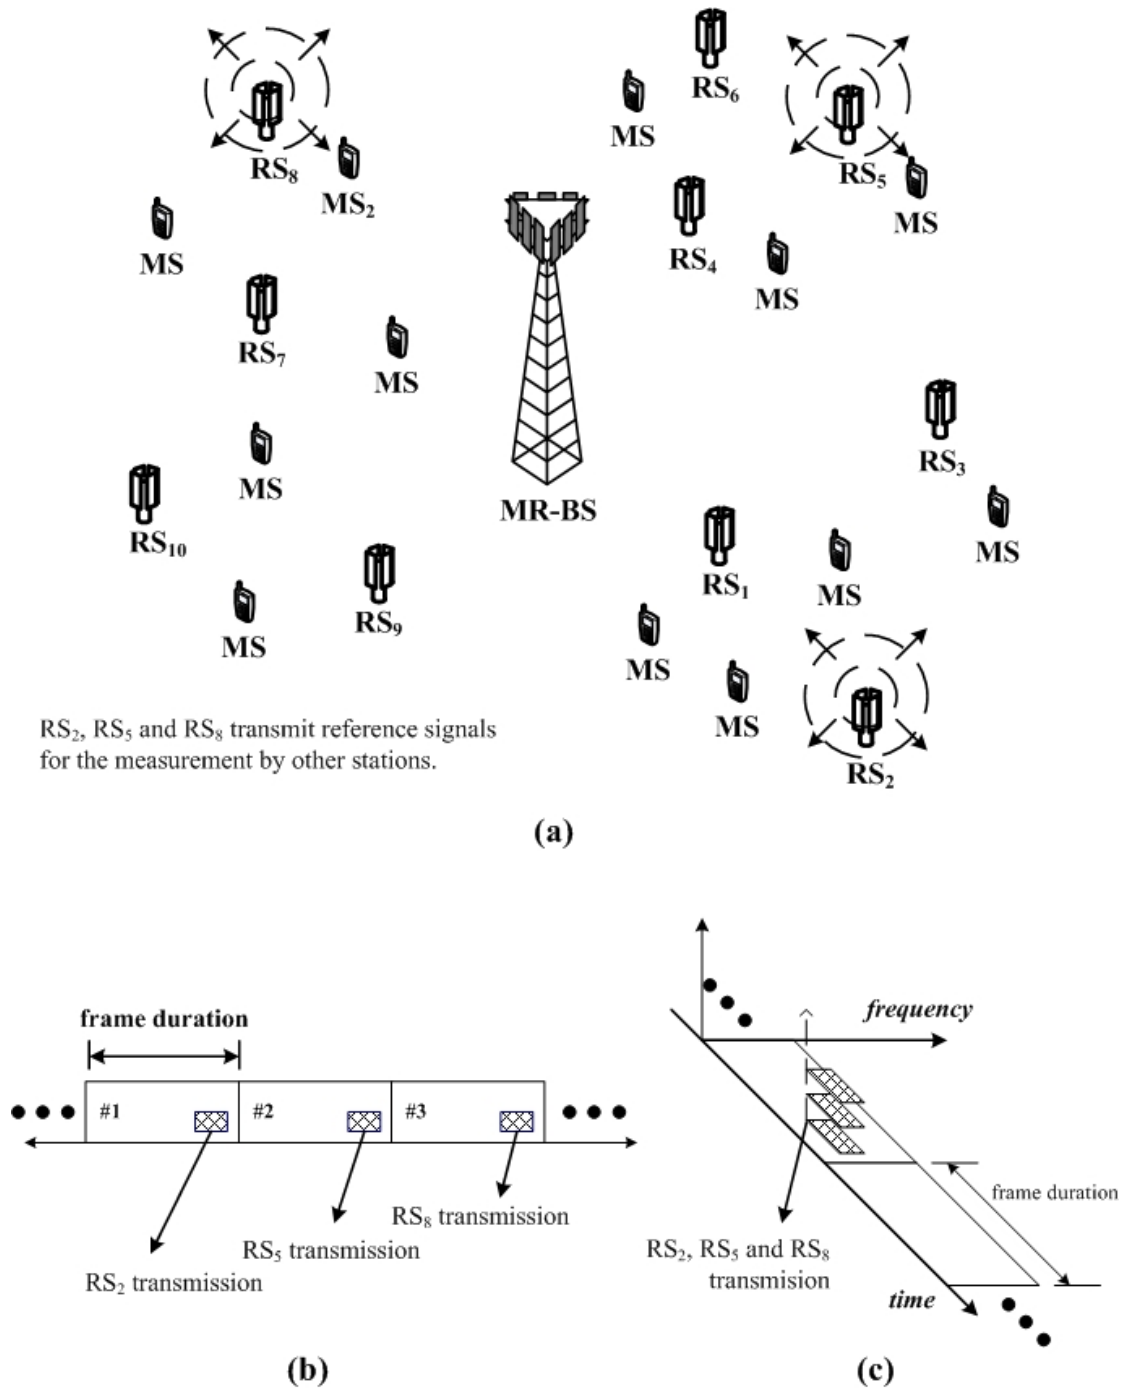 RS6
MS
RS8
RS5
MS2
MS
MS
RS4
MS
RS7
MS
RS3
MS
MR-BS
RS10
RS1
MS
MS
RS9
MS
MS
MS
RS2
RS2, RS5 and RS8 transmit reference signals
for the measurement by other stations.
(a)
frame duration
#1 #2 #3
RS8 transmission
RS5 transmission
RS2 transmission
(b)
frequency
frame duration
RS2, RS5 and RS8
transmision
time
(c)